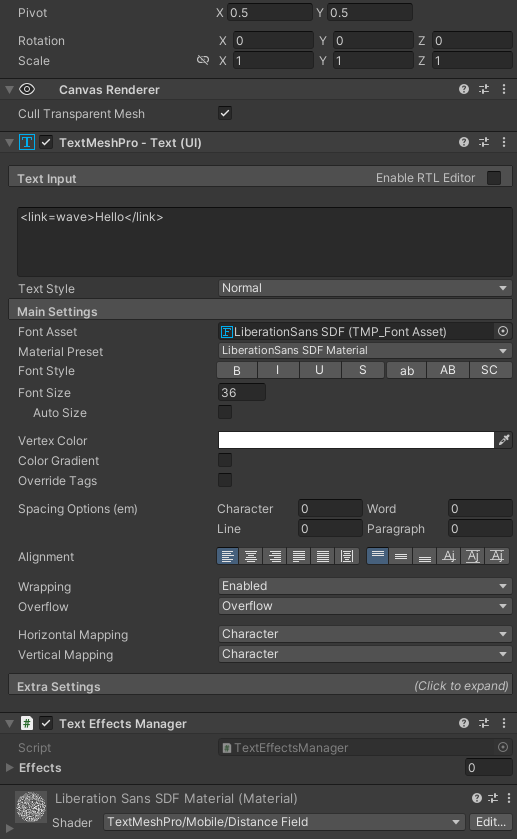 Pivot X 0.5 Y 0.5
Rotation X 0 Y 0 Z 0
Scale X 1 Y 1 Z 1
Canvas Renderer
Cull Transparent Mesh
TextMeshPro - Text (UI)
Text Input Enable RTL Editor
<link=wave>Hello</link>
Text Style Normal
Main Settings
Font Asset LiberationSans SDF (TMP_Font Asset)
Material Preset LiberationSans SDF Material
Font Style B I U S ab AB SC
Font Size 36
Auto Size
Vertex Color
Color Gradient
Override Tags
Spacing Options (em) Character 0 Word 0
Line 0 Paragraph 0
Alignment
Wrapping Enabled
Overflow Overflow
Horizontal Mapping Character
Vertical Mapping Character
Extra Settings (Click to expand)
# Text Effects Manager
Script # TextEffectsManager
Effects 0
Liberation Sans SDF Material (Material)
Shader TextMeshPro/Mobile/Distance Field Edit...